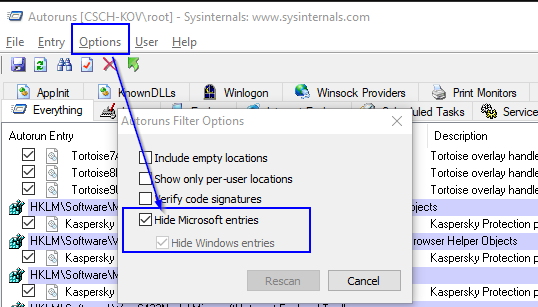 Autoruns [CSCH-KOV\root] - Sysinternals: www.sysinternals.com
File Entry Options User Help
AppInit KnownDLLs Winlogon Winsock Providers Print Monitors
Everything Scheduled Tasks Service
Autorun Entry Description
Autoruns Filter Options
Tortoise7 Tortoise overlay handle
Include empty locations
Tortoise8 Tortoise overlay handle
Show only per-user locations
Tortoise9 Tortoise overlay handle
Verify code signatures
HKLM\Software\ objects
Hide Microsoft entries
Kaspersky Kaspersky Protection p
HKLM\Software\ rowser Helper Objects
Hide Windows entries
Kaspersky Kaspersky Protection p
HKLM\Software\
Rescan Cancel
Kaspersky Kaspersky Protection p